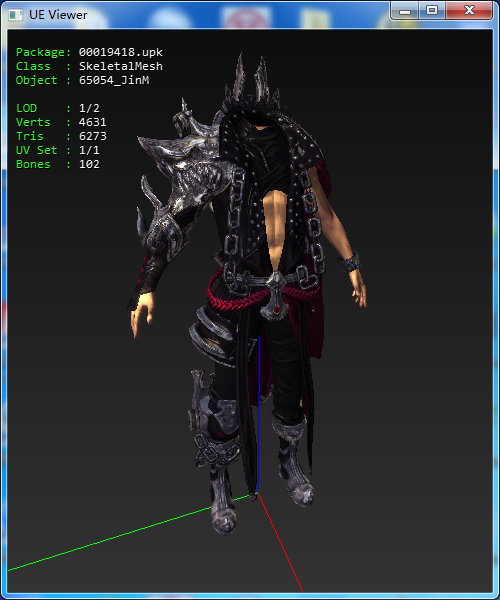 UE Viewer
Package: 00019418.upk
Class : SkeletalMesh
Object : 65054_JinM
LOD : 1/2
Verts : 4631
Tris : 6273
UV Set : 1/1
Bones : 102